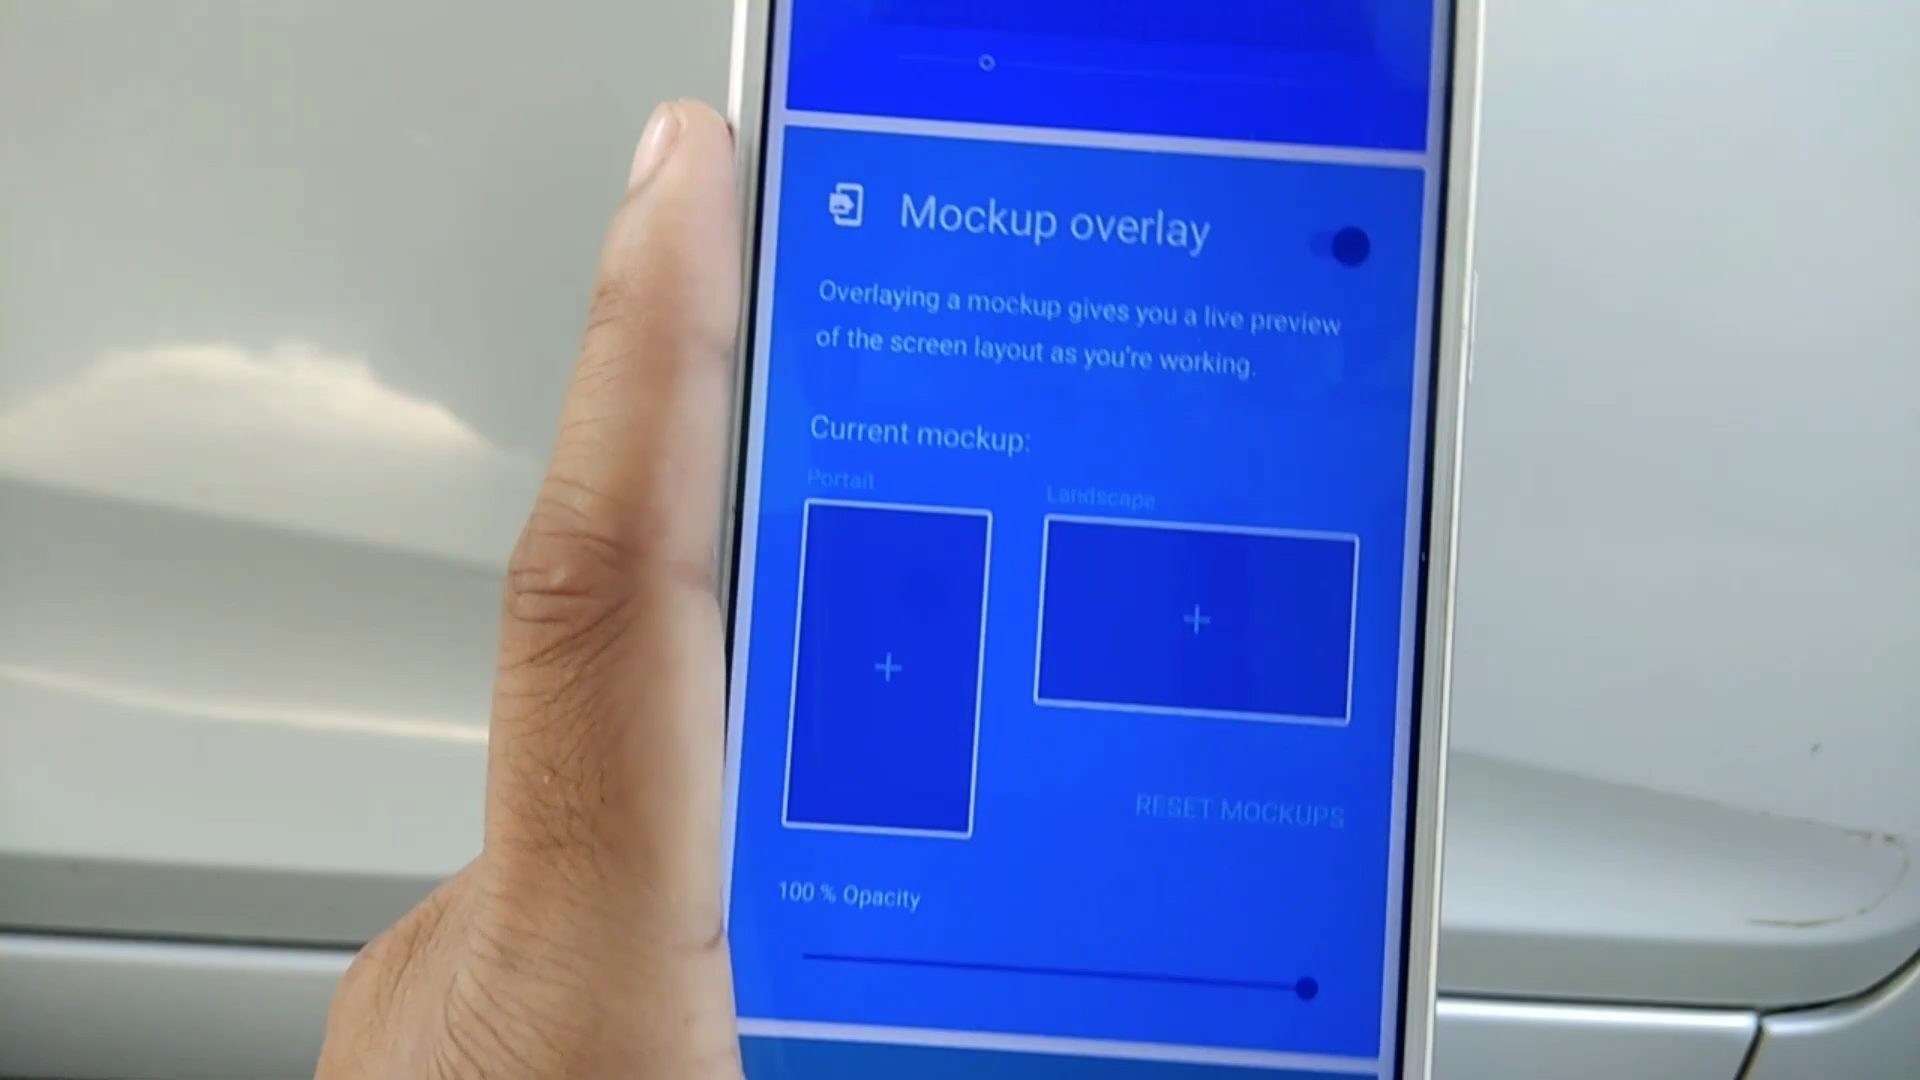 Mockup overlay
Overlaying a mockup gives you a live preview
of the screen layout as you're working.
Current mockup:
Portait
Landscape
RESET MOCKUPS
100 % Opacity